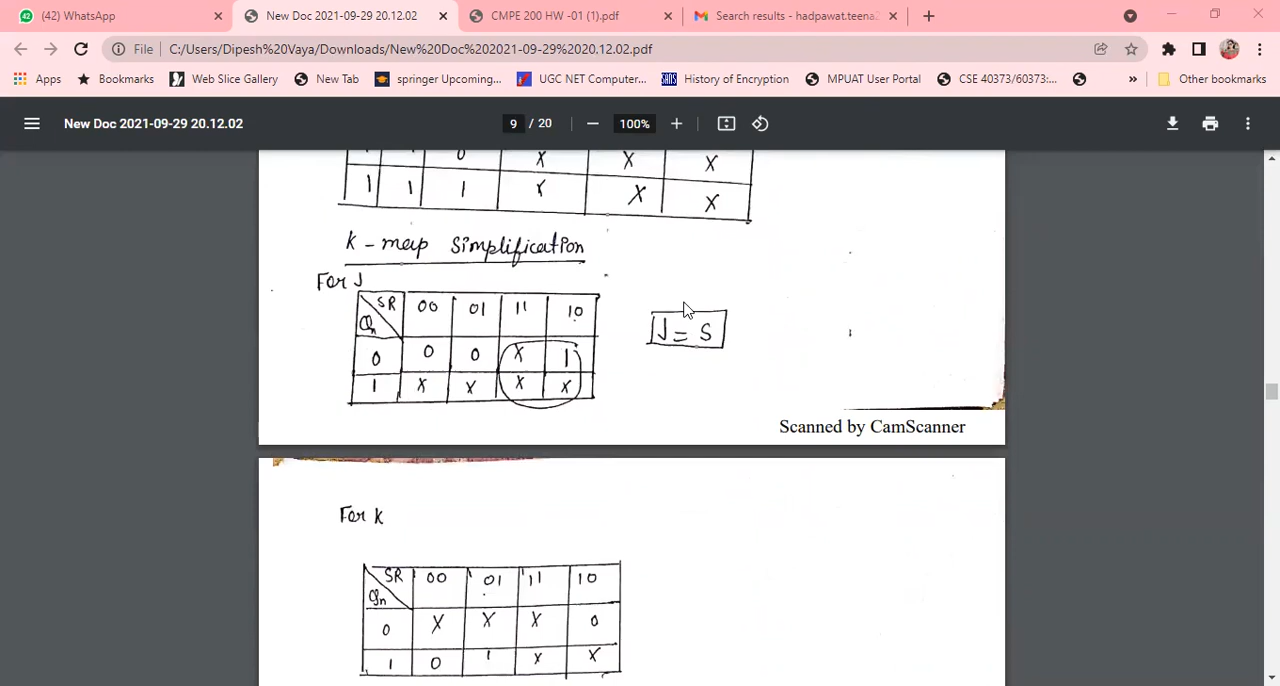 (42) WhatsApp
New Doc 2021-09-29 20.12.02
CMPE 200 HW -01 (1).pdf
Search results - hadpawat.teena2
File
C:/Users/Dipesh%20Vaya/Downloads/New%20Doc%202021-09-29%2020.12.02.pdf
Apps
Bookmarks
Web Slice Gallery
New Tab
springer Upcoming...
UGC NET Computer...
History of Encryption
MPUAT User Portal
CSE 40373/60373:...
Other bookmarks
New Doc 2021-09-29 20.12.02
9 / 20
100%
0 X X X
1 1 1 X X X
K - map Simplification
For J
SR 00 01 11 10
Qn
0 0 0 X 1
1 X X X X
J = S
Scanned by CamScanner
For K
SR 00 01 11 10
Qn
0 X X X 0
1 0 1 X X